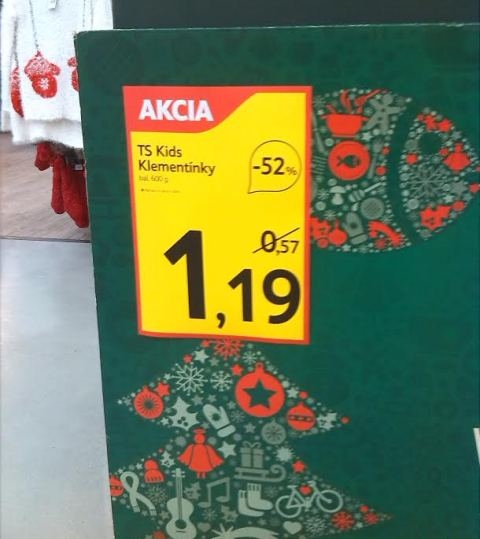 AKCIA
TS Kids
Klementínky
bal. 600 g
-52%
0,57
1,19